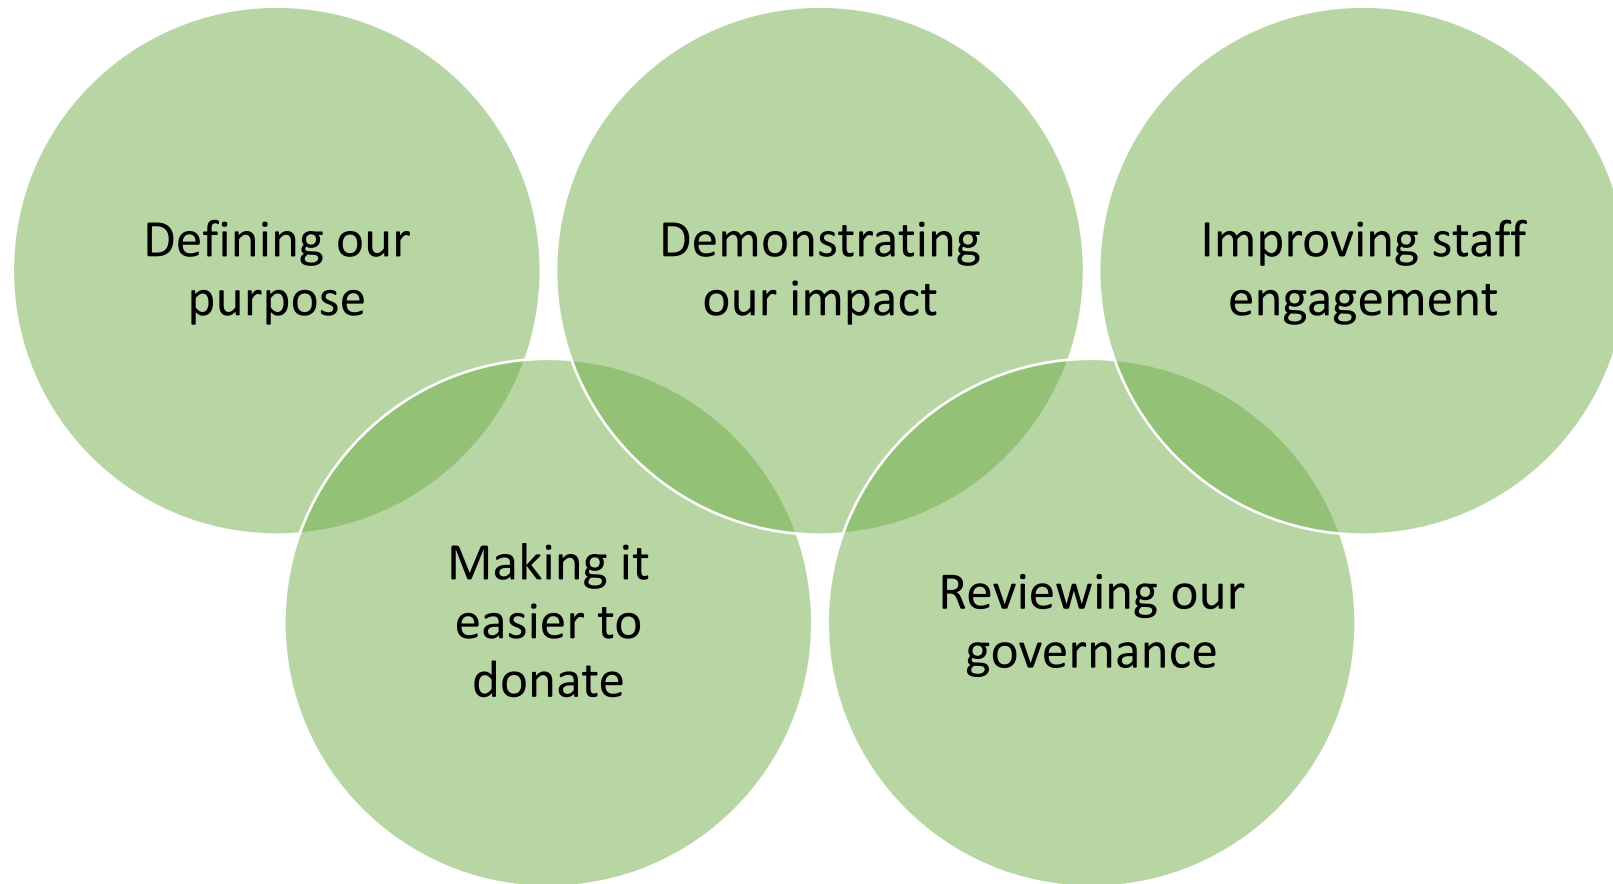 Defining our
purpose
Demonstrating
our impact
Improving staff
engagement
Making it
easier to
donate
Reviewing our
governance